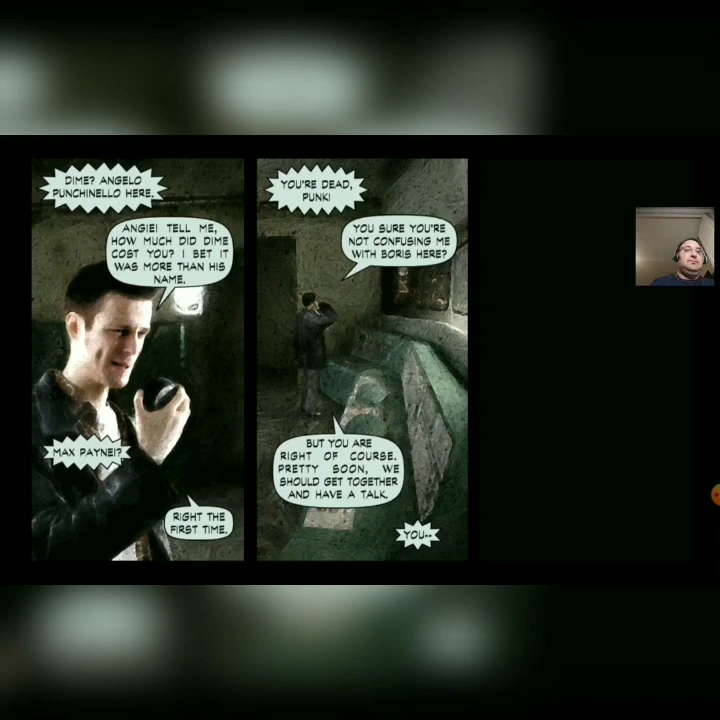 DIME? ANGELO
PUNCHINELLO HERE.
ANGIE! TELL ME,
HOW MUCH DID DIME
COST YOU? I BET IT
WAS MORE THAN HIS
NAME.
MAX PAYNE!?
RIGHT THE
FIRST TIME.
YOU'RE DEAD,
PUNK!
YOU SURE YOU'RE
NOT CONFUSING ME
WITH BORIS HERE?
BUT YOU ARE
RIGHT OF COURSE.
PRETTY SOON, WE
SHOULD GET TOGETHER
AND HAVE A TALK.
YOU--